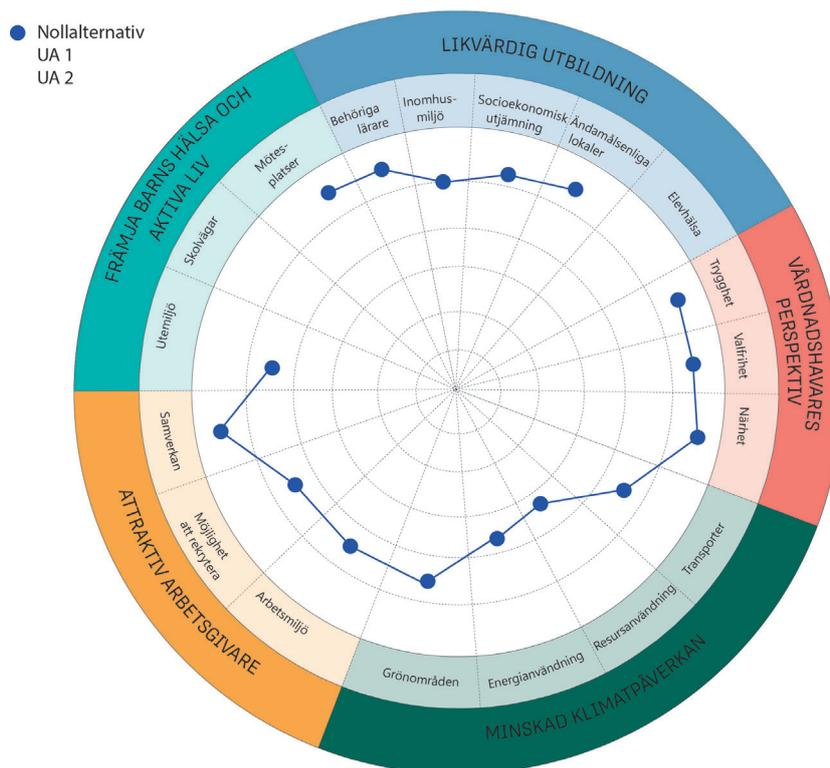 Nollalternativ
UA 1
UA 2
LIKVÄRDIG UTBILDNING
Behöriga
lärare
Inomhus-
miljö
Socioekonomisk
utjämning
Ändamålsenliga
lokaler
Elevhälsa
VÅRDNADSHAVARES
PERSPEKTIV
Trygghet
Valfrihet
Närhet
MINSKAD KLIMATPÅVERKAN
Transporter
Resursanvändning
Energianvändning
Grönområden
ATTRAKTIV ARBETSGIVARE
Arbetsmiljö
Möjlighet
att rekrytera
Samverkan
FRÄMJA BARNS HÄLSA OCH
AKTIVA LIV
Utemiljö
Skolvägar
Mötes-
platser